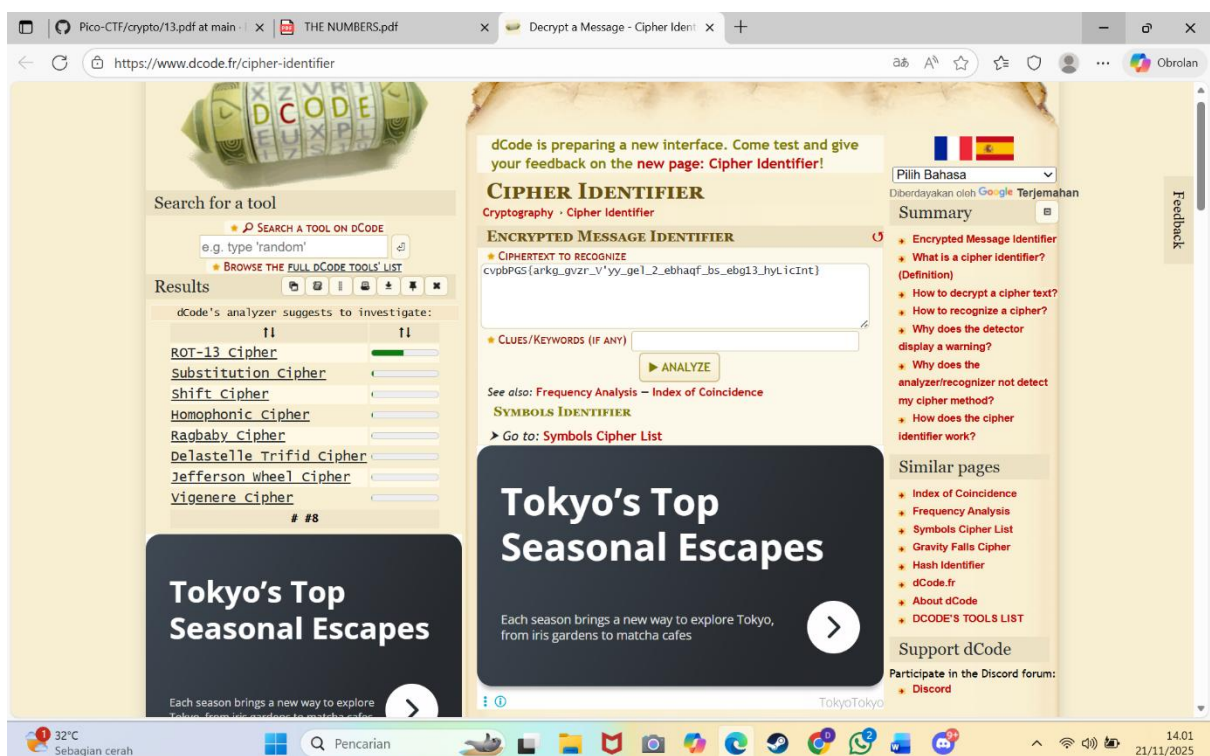 Pico-CTF/crypto/13.pdf at main -
THE NUMBERS.pdf
Decrypt a Message - Cipher Ident
https://www.dcode.fr/cipher-identifier
Obrolan
DCODE
Search for a tool
SEARCH A TOOL ON DCODE
e.g. type 'random'
BROWSE THE FULL DCODE TOOLS' LIST
Results
dCode's analyzer suggests to investigate:
↑↓ ↑↓
ROT-13 Cipher
Substitution Cipher
Shift Cipher
Homophonic Cipher
Ragbaby Cipher
Delastelle Trifid Cipher
Jefferson Wheel Cipher
Vigenere Cipher
# #8
Tokyo's Top
Seasonal Escapes
Each season brings a new way to explore
Tokyo, from iris gardens to matcha cafes
dCode is preparing a new interface. Come test and give
your feedback on the new page: Cipher Identifier!
CIPHER IDENTIFIER
Cryptography · Cipher Identifier
ENCRYPTED MESSAGE IDENTIFIER
CIPHERTEXT TO RECOGNIZE
cvpbPGS{arkg_gvzr_V'yy_gel_2_ebhaqf_bs_ebg13_hyLicInt}
CLUES/KEYWORDS (IF ANY)
▶ ANALYZE
See also: Frequency Analysis – Index of Coincidence
SYMBOLS IDENTIFIER
➤ Go to: Symbols Cipher List
Tokyo's Top
Seasonal Escapes
Each season brings a new way to explore Tokyo,
from iris gardens to matcha cafes
TokyoTokyo
Pilih Bahasa
Diberdayakan oleh Google Terjemahan
Summary
Encrypted Message Identifier
What is a cipher identifier?
(Definition)
How to decrypt a cipher text?
How to recognize a cipher?
Why does the detector
display a warning?
Why does the
analyzer/recognizer not detect
my cipher method?
How does the cipher
identifier work?
Similar pages
Index of Coincidence
Frequency Analysis
Symbols Cipher List
Gravity Falls Cipher
Hash Identifier
dCode.fr
About dCode
DCODE'S TOOLS LIST
Support dCode
Participate in the Discord forum:
Discord
Feedback
1
32°C
Sebagian cerah
Pencarian
2
14.01
21/11/2025